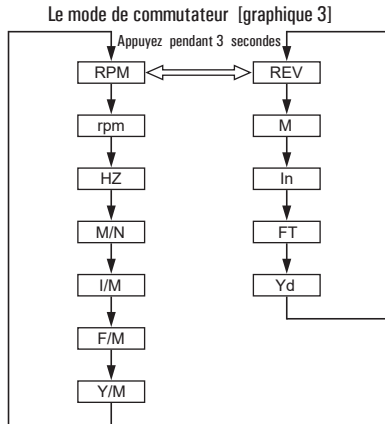 Le mode de commutateur [graphique 3]
Appuyez pendant 3 secondes
RPM
REV
rpm
M
HZ
In
M/N
FT
I/M
Yd
F/M
Y/M